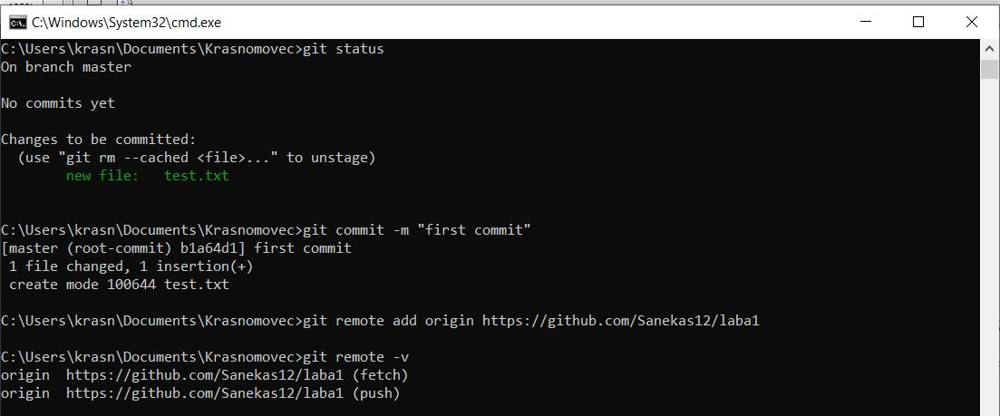 C:\Windows\System32\cmd.exe
C:\Users\krasn\Documents\Krasnomovec>git status
On branch master
No commits yet
Changes to be committed:
  (use "git rm --cached <file>..." to unstage)
        new file:   test.txt
C:\Users\krasn\Documents\Krasnomovec>git commit -m "first commit"
[master (root-commit) b1a64d1] first commit
 1 file changed, 1 insertion(+)
 create mode 100644 test.txt
C:\Users\krasn\Documents\Krasnomovec>git remote add origin https://github.com/Sanekas12/laba1
C:\Users\krasn\Documents\Krasnomovec>git remote -v
origin  https://github.com/Sanekas12/laba1 (fetch)
origin  https://github.com/Sanekas12/laba1 (push)